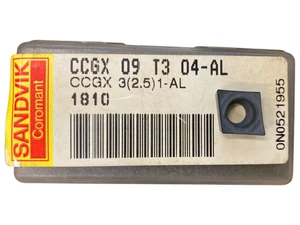 SANDVIK
Coromant
CCGX 09 T3 04-AL
CCGX 3(2.5)1-AL
1810
0N0521955